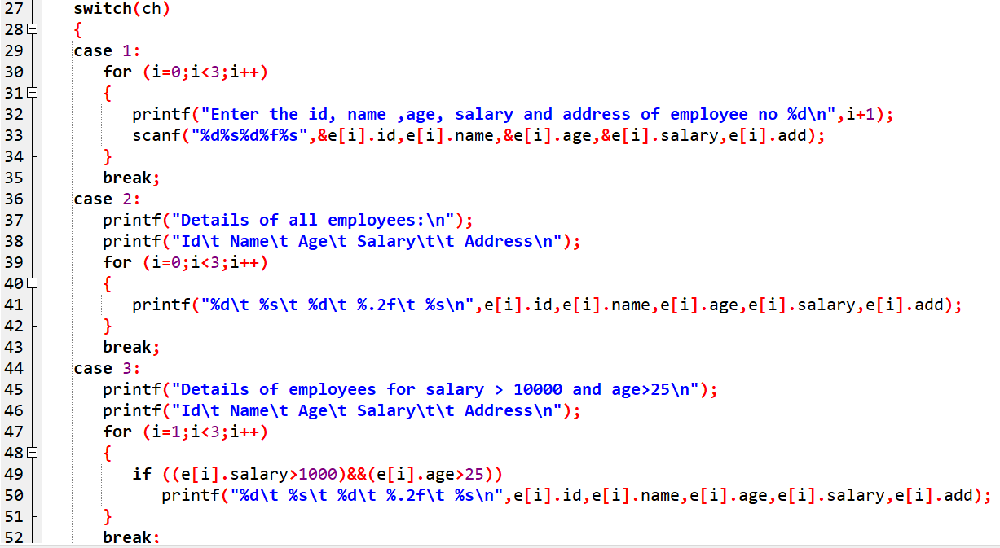 27 switch(ch)
28 {
29 case 1:
30 for (i=0;i<3;i++)
31 {
32 printf("Enter the id, name ,age, salary and address of employee no %d\n",i+1);
33 scanf("%d%s%d%f%s",&e[i].id,e[i].name,&e[i].age,&e[i].salary,e[i].add);
34 }
35 break;
36 case 2:
37 printf("Details of all employees:\n");
38 printf("Id\t Name\t Age\t Salary\t\t Address\n");
39 for (i=0;i<3;i++)
40 {
41 printf("%d\t %s\t %d\t %.2f\t %s\n",e[i].id,e[i].name,e[i].age,e[i].salary,e[i].add);
42 }
43 break;
44 case 3:
45 printf("Details of employees for salary > 10000 and age>25\n");
46 printf("Id\t Name\t Age\t Salary\t\t Address\n");
47 for (i=1;i<3;i++)
48 {
49 if ((e[i].salary>1000)&&(e[i].age>25))
50 printf("%d\t %s\t %d\t %.2f\t %s\n",e[i].id,e[i].name,e[i].age,e[i].salary,e[i].add);
51 }
52 break;